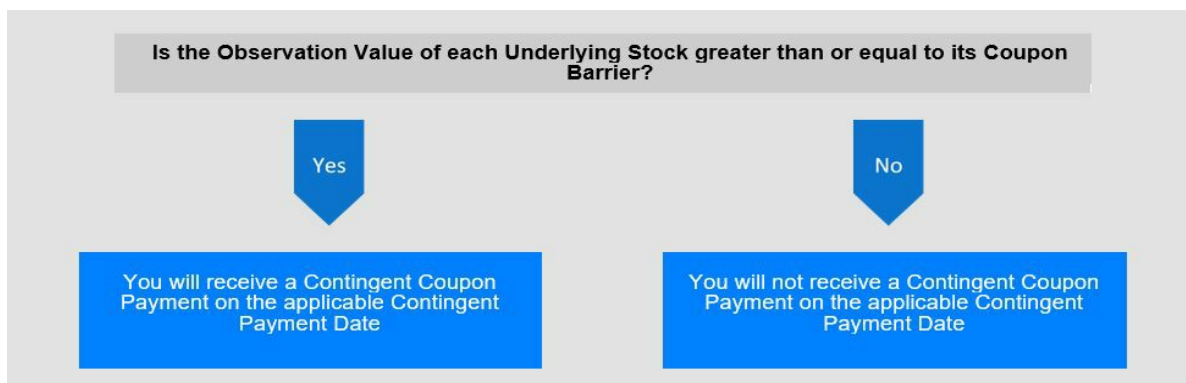 Is the Observation Value of each Underlying Stock greater than or equal to its Coupon
Barrier?
Yes
No
You will receive a Contingent Coupon
Payment on the applicable Contingent
Payment Date
You will not receive a Contingent Coupon
Payment on the applicable Contingent
Payment Date